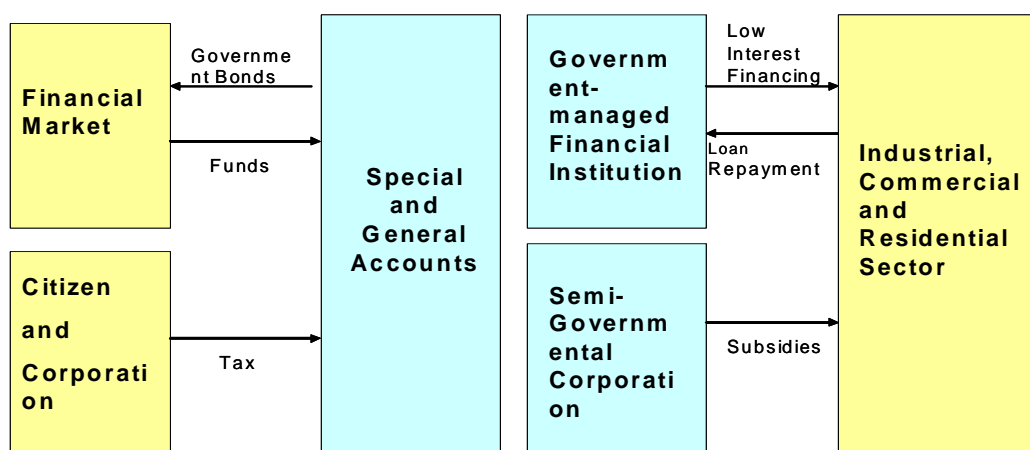 Financial
Market
Governme
nt Bonds
Funds
Citizen
and
Corporati
on
Tax
Special
and
General
Accounts
Governm
ent-
managed
Financial
Institution
Semi-
Governm
ental
Corporati
on
Low
Interest
Financing
Loan
Repayment
Subsidies
Industrial,
Commercial
and
Residential
Sector